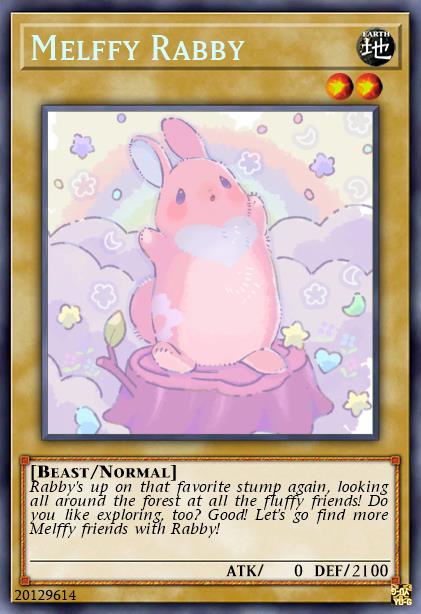 MELFFY RABBY
EARTH
地
[BEAST/NORMAL]
Rabby's up on that favorite stump again, looking
all around the forest at all the fluffy friends! Do
you like exploring, too? Good! Let's go find more
Melffy friends with Rabby!
ATK/ 0 DEF/2100
20129614